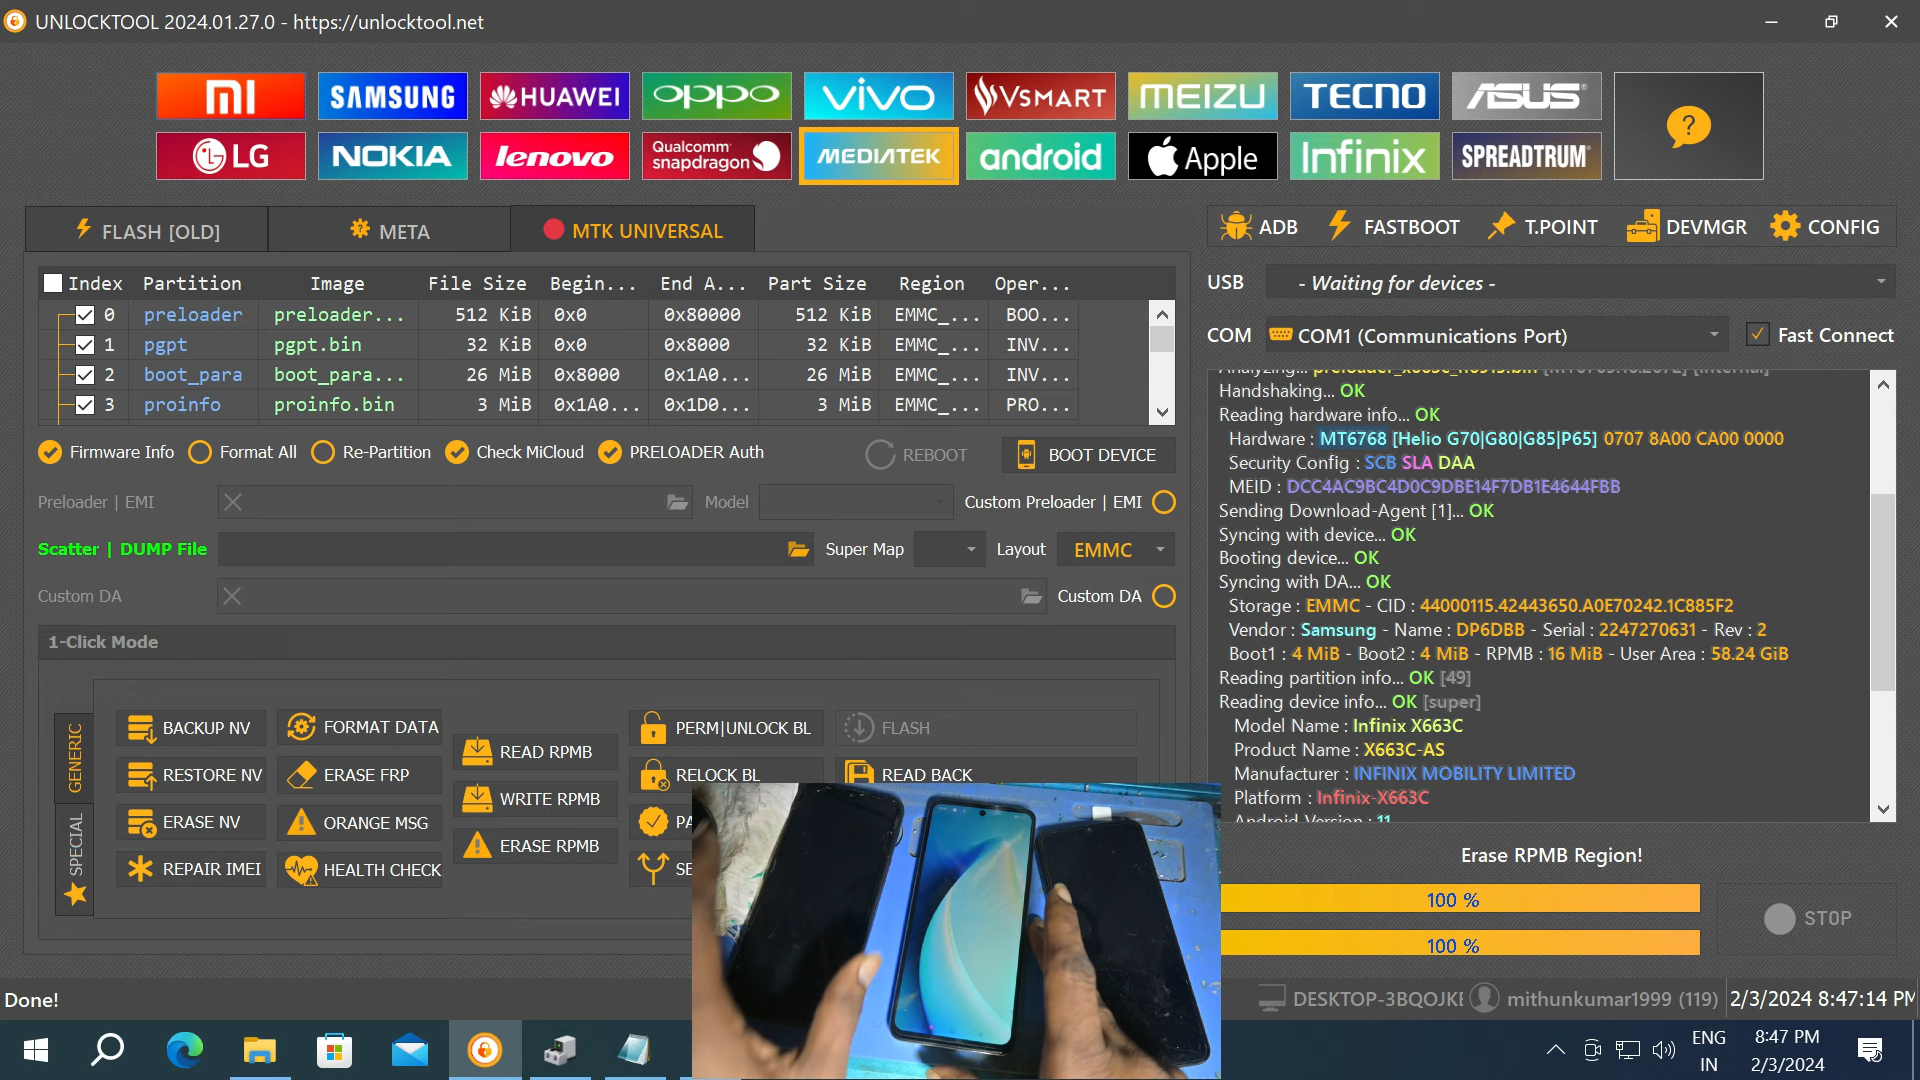 UNLOCKTOOL 2024.01.27.0 - https://unlocktool.net
mi SAMSUNG HUAWEI oppo vivo VSMART MEIZU TECNO ASUS
LG NOKIA lenovo Qualcomm snapdragon MEDIATEK android Apple Infinix SPREADTRUM ?
FLASH [OLD] META MTK UNIVERSAL
ADB FASTBOOT T.POINT DEVMGR CONFIG
USB - Waiting for devices -
COM COM1 (Communications Port) Fast Connect
Index Partition Image File Size Begin... End A... Part Size Region Oper...
0 preloader preloader... 512 KiB 0x0 0x80000 512 KiB EMMC_... BOO...
1 pgpt pgpt.bin 32 KiB 0x0 0x8000 32 KiB EMMC_... INV...
2 boot_para boot_para... 26 MiB 0x8000 0x1A0... 26 MiB EMMC_... INV...
3 proinfo proinfo.bin 3 MiB 0x1A0... 0x1D0... 3 MiB EMMC_... PRO...
Firmware Info Format All Re-Partition Check MiCloud PRELOADER Auth REBOOT BOOT DEVICE
Preloader | EMI Model Custom Preloader | EMI
Scatter | DUMP File Super Map Layout EMMC
Custom DA Custom DA
1-Click Mode
GENERIC
SPECIAL
BACKUP NV FORMAT DATA READ RPMB PERM|UNLOCK BL FLASH
RESTORE NV ERASE FRP WRITE RPMB RELOCK BL READ BACK
ERASE NV ORANGE MSG ERASE RPMB PA
REPAIR IMEI HEALTH CHECK SE
Handshaking... OK
Reading hardware info... OK
Hardware : MT6768 [Helio G70|G80|G85|P65] 0707 8A00 CA00 0000
Security Config : SCB SLA DAA
MEID : DCC4AC9BC4D0C9DBE14F7DB1E4644FBB
Sending Download-Agent [1]... OK
Syncing with device... OK
Booting device... OK
Syncing with DA... OK
Storage : EMMC - CID : 44000115.42443650.A0E70242.1C885F2
Vendor : Samsung - Name : DP6DBB - Serial : 2247270631 - Rev : 2
Boot1 : 4 MiB - Boot2 : 4 MiB - RPMB : 16 MiB - User Area : 58.24 GiB
Reading partition info... OK [49]
Reading device info... OK [super]
Model Name : Infinix X663C
Product Name : X663C-AS
Manufacturer : INFINIX MOBILITY LIMITED
Platform : Infinix-X663C
Android Version : 11
Erase RPMB Region!
100 %
100 %
STOP
Done!
DESKTOP-3BQOJKI mithunkumar1999 (119) 2/3/2024 8:47:14 PM
ENG 8:47 PM
IN 2/3/2024